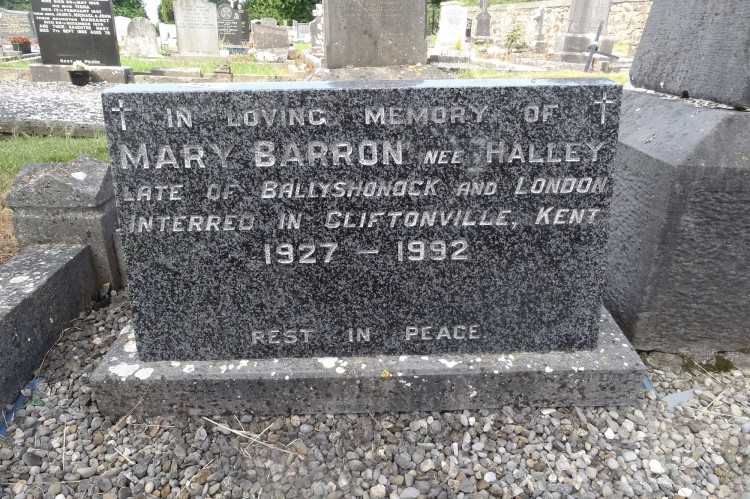 IN LOVING MEMORY OF
MARY BARRON NEE HALLEY
LATE OF BALLYSHONOCK AND LONDON
INTERRED IN CLIFTONVILLE, KENT
1927 – 1992
REST IN PEACE